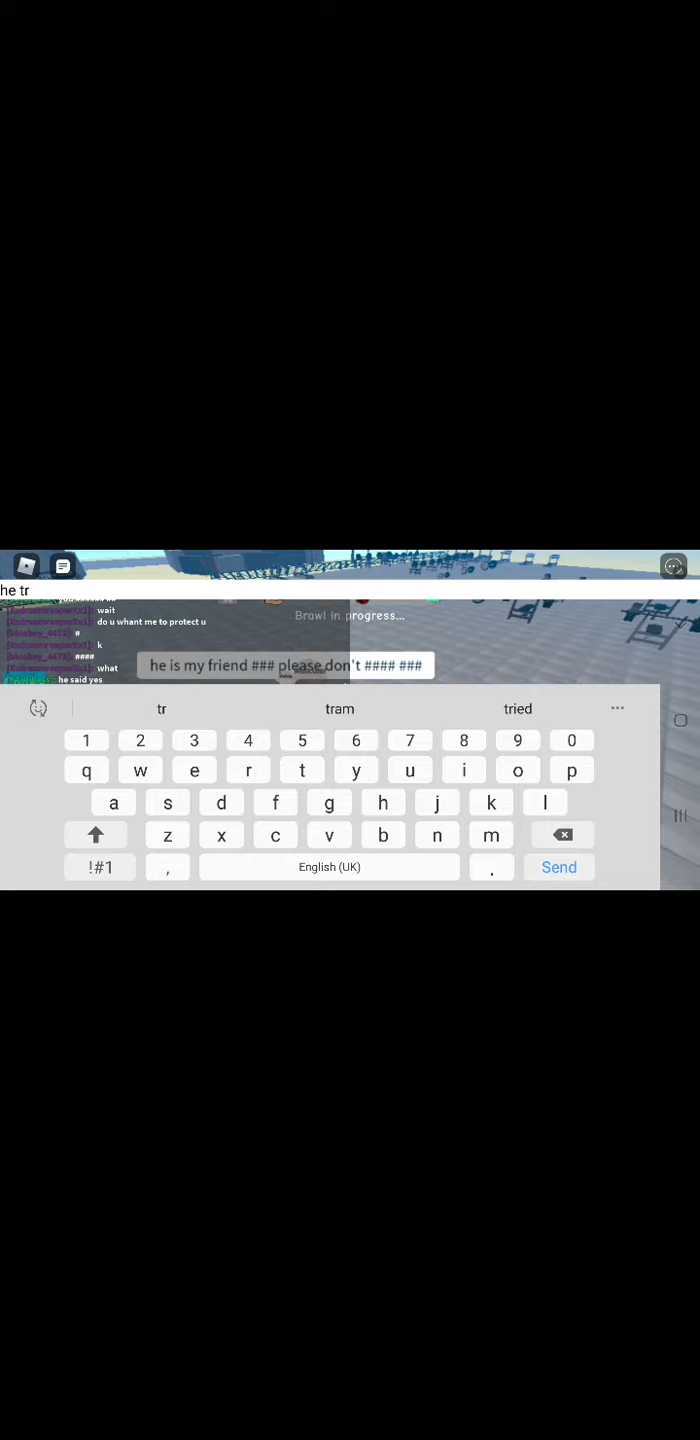 he tr
wait
do u whant me to protect u
#
k
####
what
he said yes
Brawl in progress...
he is my friend ### please don't #### ###
tr tram tried
1 2 3 4 5 6 7 8 9 0
q w e r t y u i o p
a s d f g h j k l
z x c v b n m
!#1 , English (UK) . Send